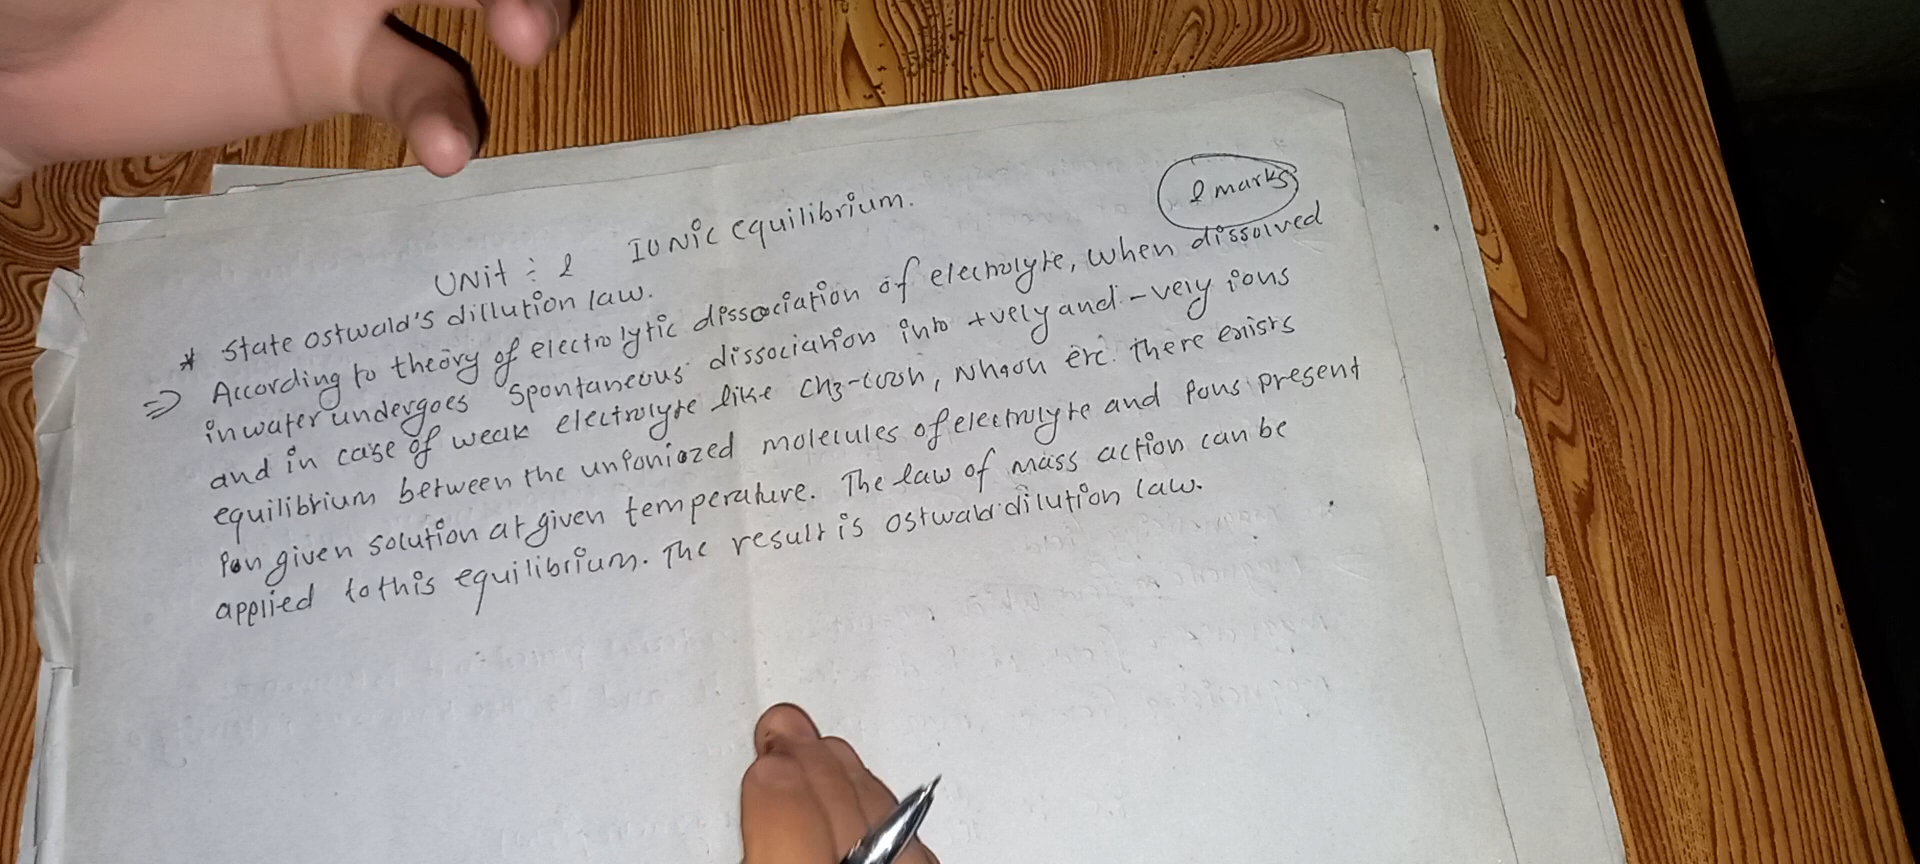 2 marks
UNit : 2 IONic equilibrium.
* State ostwald's dillution law.
⇒ According to theory of electrolytic dissociation of electrolyte, when dissolved
in water undergoes spontaneous dissociation into +vely and -very ions
and in case of weak electrolyte like CH3-COOH, NH4OH etc. There exists
equilibrium between the unioniozed molecules of electrolyte and ions present
ion given solution at given temperature. The law of mass action can be
applied to this equilibrium. The result is ostwald dilution law.